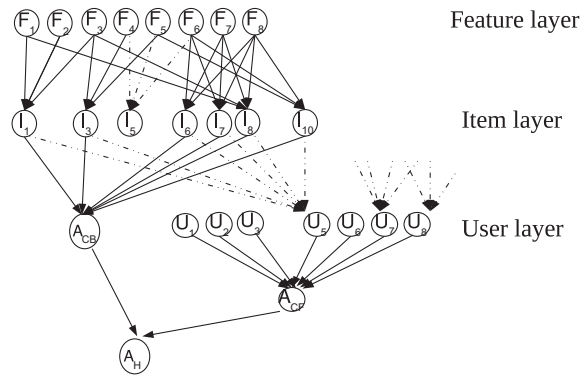 F1 F2 F3 F4 F5 F6 F7 F8 Feature layer
I1 I3 I5 I6 I7 I8 I10 Item layer
ACB U1 U2 U3 U5 U6 U7 U8 User layer
ACF
AH